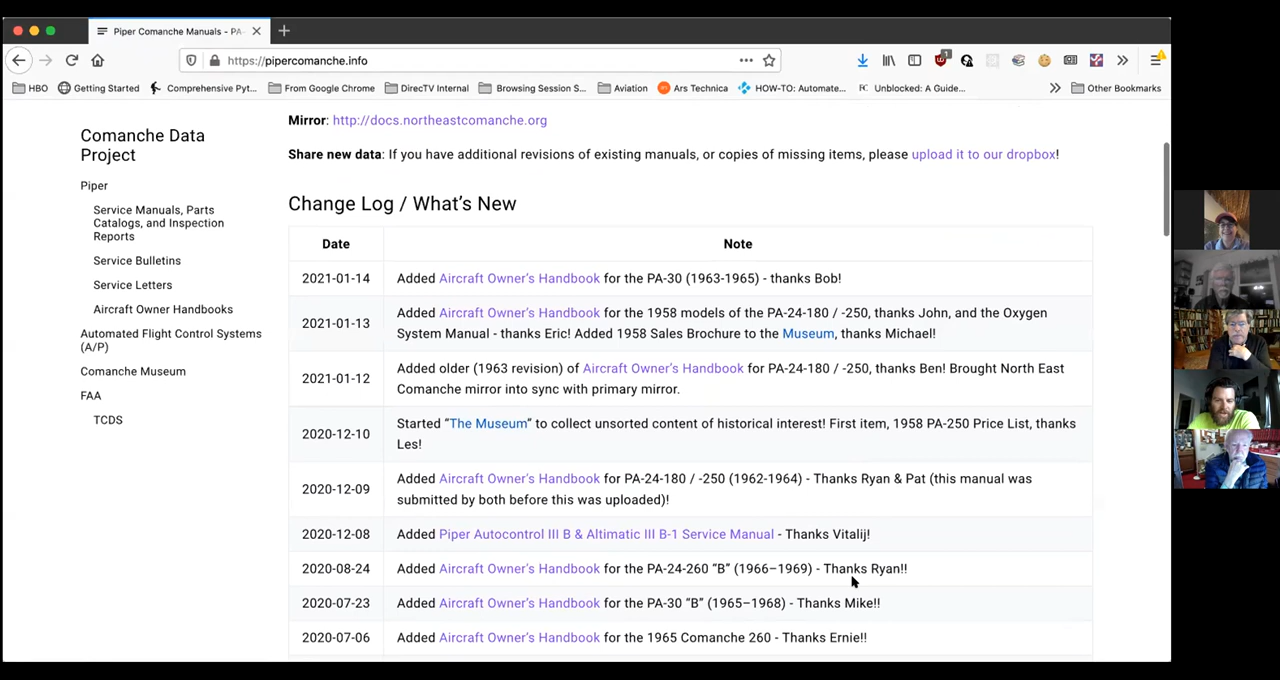 Piper Comanche Manuals - PA-
https://pipercomanche.info
1
HBO
Getting Started
Comprehensive Pyt...
From Google Chrome
DirecTV Internal
Browsing Session S...
Aviation
Ars Technica
HOW-TO: Automate...
Unblocked: A Guide...
Other Bookmarks
Comanche Data
Project
Piper
Service Manuals, Parts
Catalogs, and Inspection
Reports
Service Bulletins
Service Letters
Aircraft Owner Handbooks
Automated Flight Control Systems
(A/P)
Comanche Museum
FAA
TCDS
Mirror: http://docs.northeastcomanche.org
Share new data: If you have additional revisions of existing manuals, or copies of missing items, please upload it to our dropbox!
Change Log / What's New
Date Note
2021-01-14 Added Aircraft Owner's Handbook for the PA-30 (1963-1965) - thanks Bob!
2021-01-13 Added Aircraft Owner's Handbook for the 1958 models of the PA-24-180 / -250, thanks John, and the Oxygen
System Manual - thanks Eric! Added 1958 Sales Brochure to the Museum, thanks Michael!
2021-01-12 Added older (1963 revision) of Aircraft Owner's Handbook for PA-24-180 / -250, thanks Ben! Brought North East
Comanche mirror into sync with primary mirror.
2020-12-10 Started "The Museum" to collect unsorted content of historical interest! First item, 1958 PA-250 Price List, thanks
Les!
2020-12-09 Added Aircraft Owner's Handbook for PA-24-180 / -250 (1962-1964) - Thanks Ryan & Pat (this manual was
submitted by both before this was uploaded)!
2020-12-08 Added Piper Autocontrol III B & Altimatic III B-1 Service Manual - Thanks Vitalij!
2020-08-24 Added Aircraft Owner's Handbook for the PA-24-260 "B" (1966–1969) - Thanks Ryan!!
2020-07-23 Added Aircraft Owner's Handbook for the PA-30 "B" (1965–1968) - Thanks Mike!!
2020-07-06 Added Aircraft Owner's Handbook for the 1965 Comanche 260 - Thanks Ernie!!